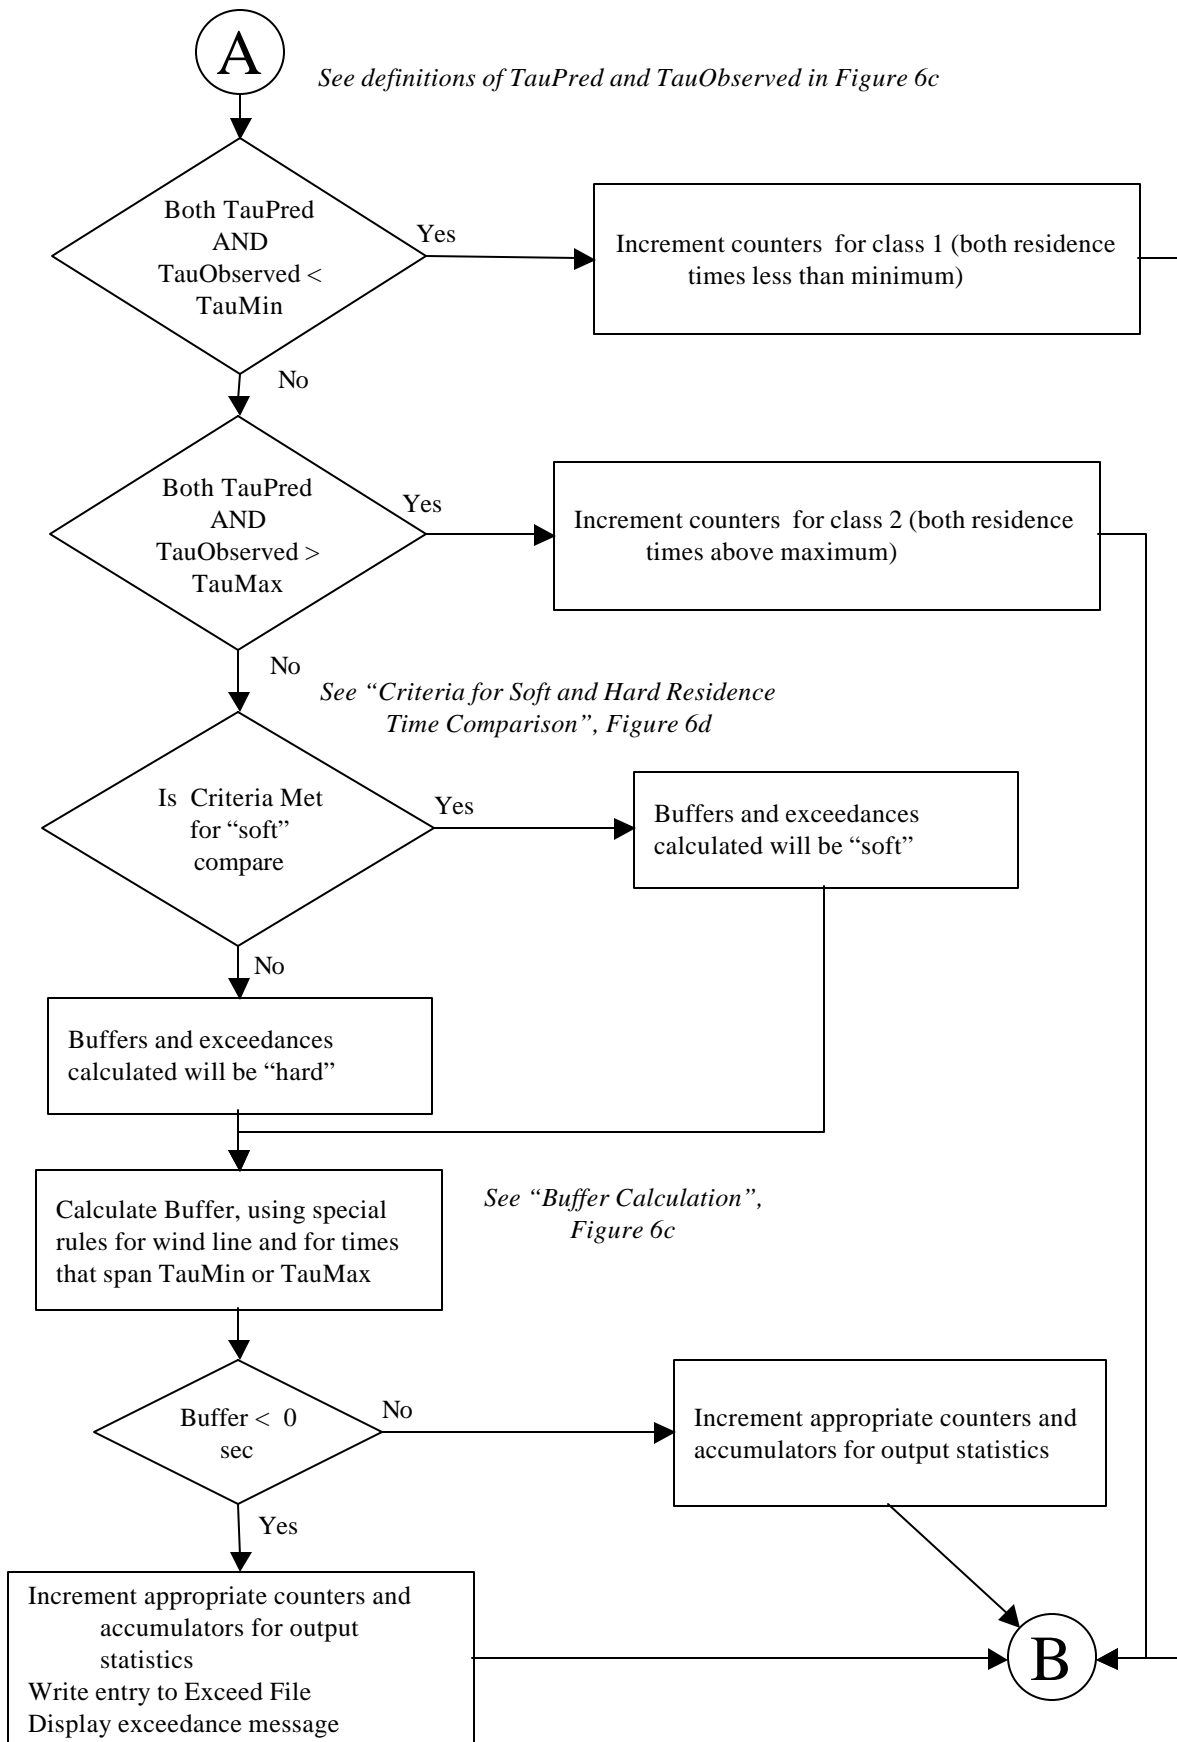 A
See definitions of TauPred and TauObserved in Figure 6c
Both TauPred
AND
TauObserved <
TauMin
Yes
Increment counters for class 1 (both residence
times less than minimum)
No
Both TauPred
AND
TauObserved >
TauMax
Yes
Increment counters for class 2 (both residence
times above maximum)
No
See “Criteria for Soft and Hard Residence
Time Comparison”, Figure 6d
Is Criteria Met
for “soft”
compare
Yes
Buffers and exceedances
calculated will be “soft”
No
Buffers and exceedances
calculated will be “hard”
Calculate Buffer, using special
rules for wind line and for times
that span TauMin or TauMax
See “Buffer Calculation”,
Figure 6c
Buffer < 0
sec
No
Increment appropriate counters and
accumulators for output statistics
Yes
Increment appropriate counters and
accumulators for output
statistics
Write entry to Exceed File
Display exceedance message
B